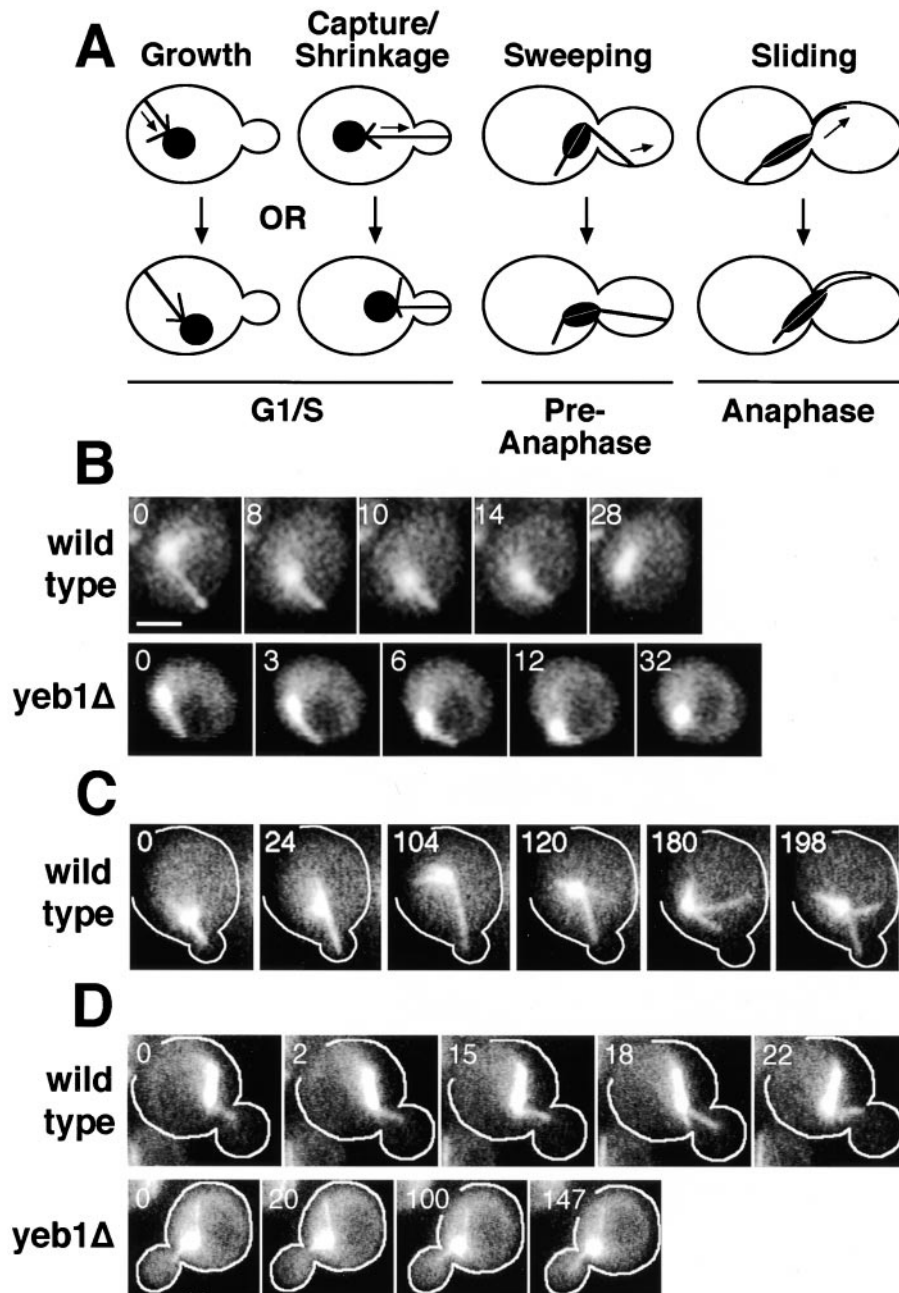 A
Growth
Capture/
Shrinkage
Sweeping
Sliding
OR
G1/S
Pre-
Anaphase
Anaphase
B
wild
type
0 8 10 14 28
yeb1Δ
0 3 6 12 32
C
wild
type
0 24 104 120 180 198
D
wild
type
0 2 15 18 22
yeb1Δ
0 20 100 147